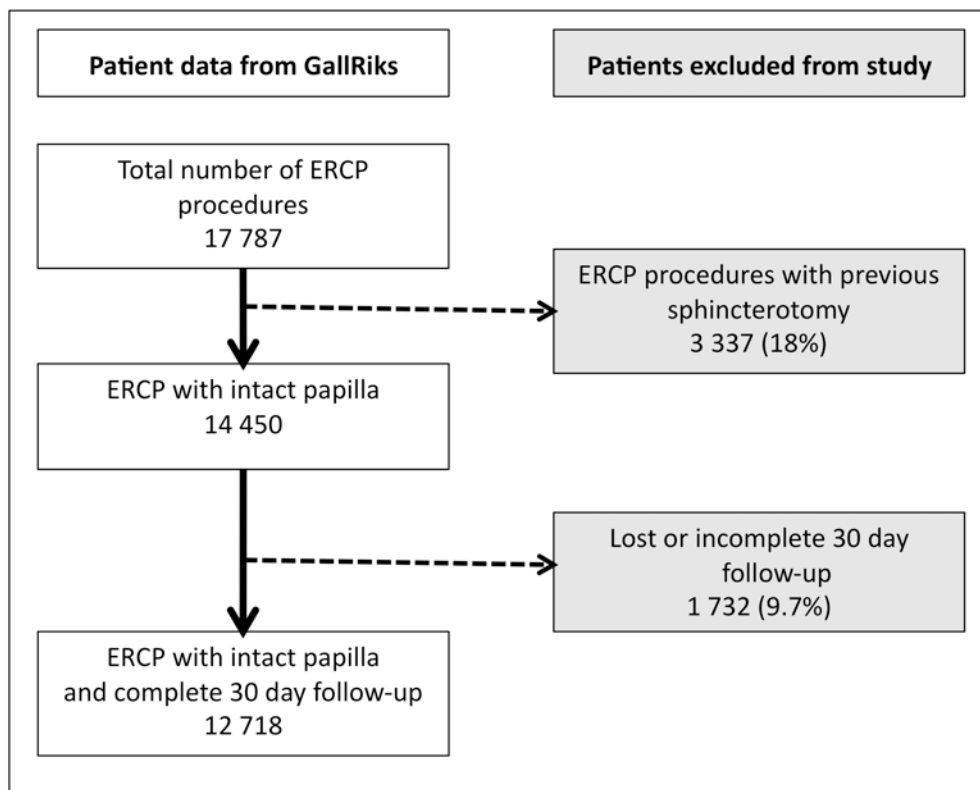 Patient data from GallRiks
Patients excluded from study
Total number of ERCP
procedures
17 787
ERCP procedures with previous
sphincterotomy
3 337 (18%)
ERCP with intact papilla
14 450
Lost or incomplete 30 day
follow-up
1 732 (9.7%)
ERCP with intact papilla
and complete 30 day follow-up
12 718